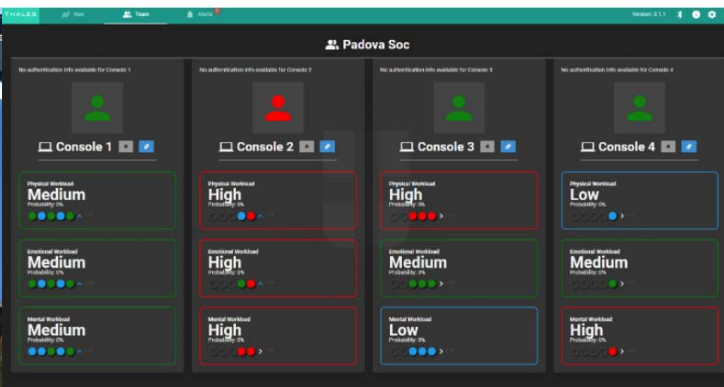 THALES Raw Team Alerts Version: 3.1.1
Padova Soc
No authentication info available for Console 1
No authentication info available for Console 2
No authentication info available for Console 3
No authentication info available for Console 4
Console 1
Console 2
Console 3
Console 4
Physical Workload
Medium
Probability: 0%
Physical Workload
High
Probability: 0%
Physical Workload
High
Probability: 0%
Physical Workload
Low
Probability: 0%
Emotional Workload
Medium
Probability: 0%
Emotional Workload
High
Probability: 0%
Emotional Workload
Medium
Probability: 0%
Emotional Workload
Medium
Probability: 0%
Mental Workload
Medium
Probability: 0%
Mental Workload
High
Probability: 0%
Mental Workload
Low
Probability: 0%
Mental Workload
High
Probability: 0%